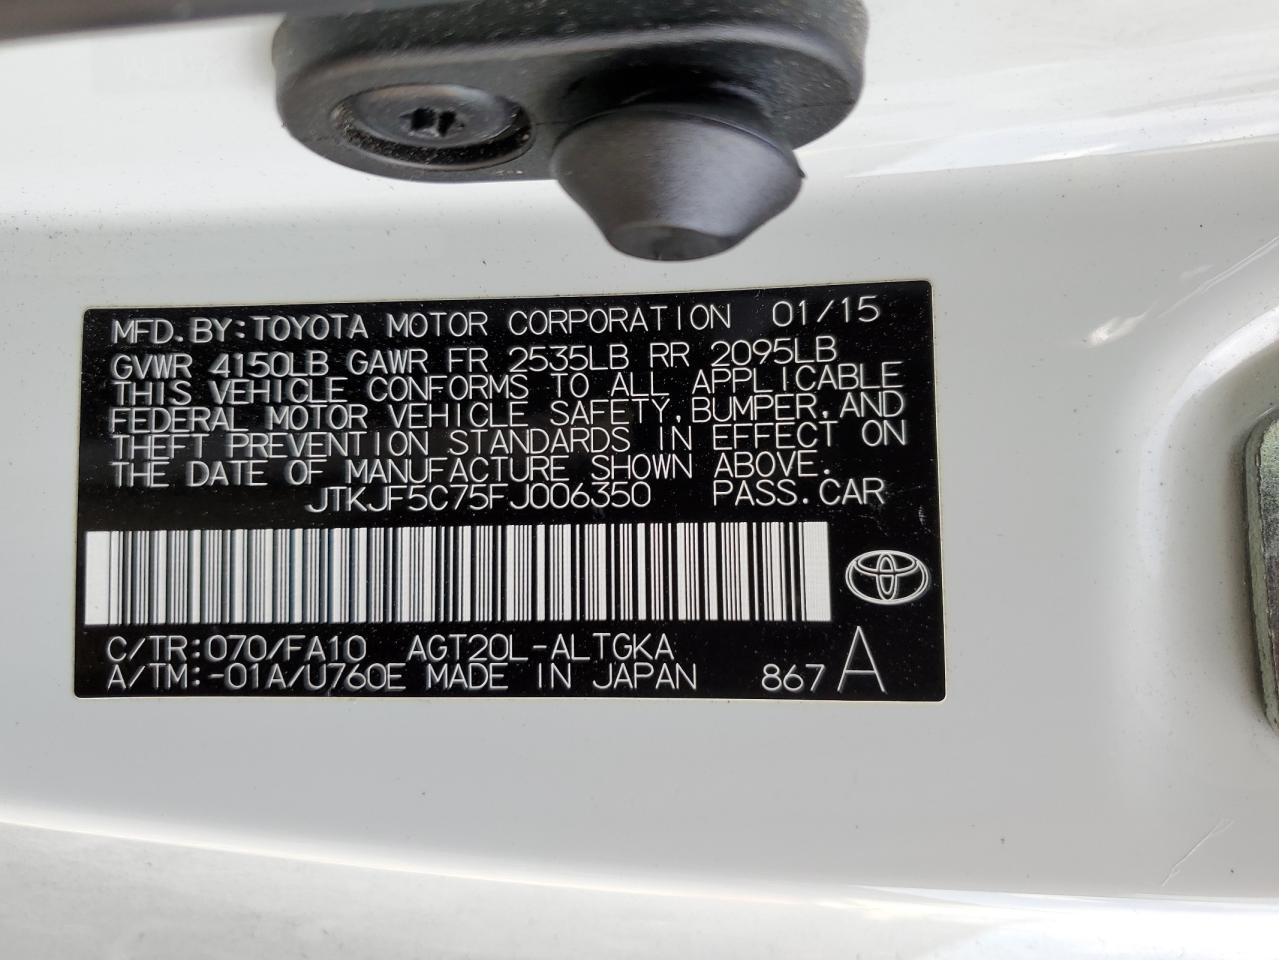 MFD.BY:TOYOTA MOTOR CORPORATION 01/15
GVWR 4150LB GAWR FR 2535LB RR 2095LB
THIS VEHICLE CONFORMS TO ALL APPLICABLE
FEDERAL MOTOR VEHICLE SAFETY,BUMPER,AND
THEFT PREVENTION STANDARDS IN EFFECT ON
THE DATE OF MANUFACTURE SHOWN ABOVE.
JTKJF5C75FJ006350 PASS.CAR
C/TR:070/FA10 AGT20L-ALTGKA
A/TM:-01A/U760E MADE IN JAPAN 867 A